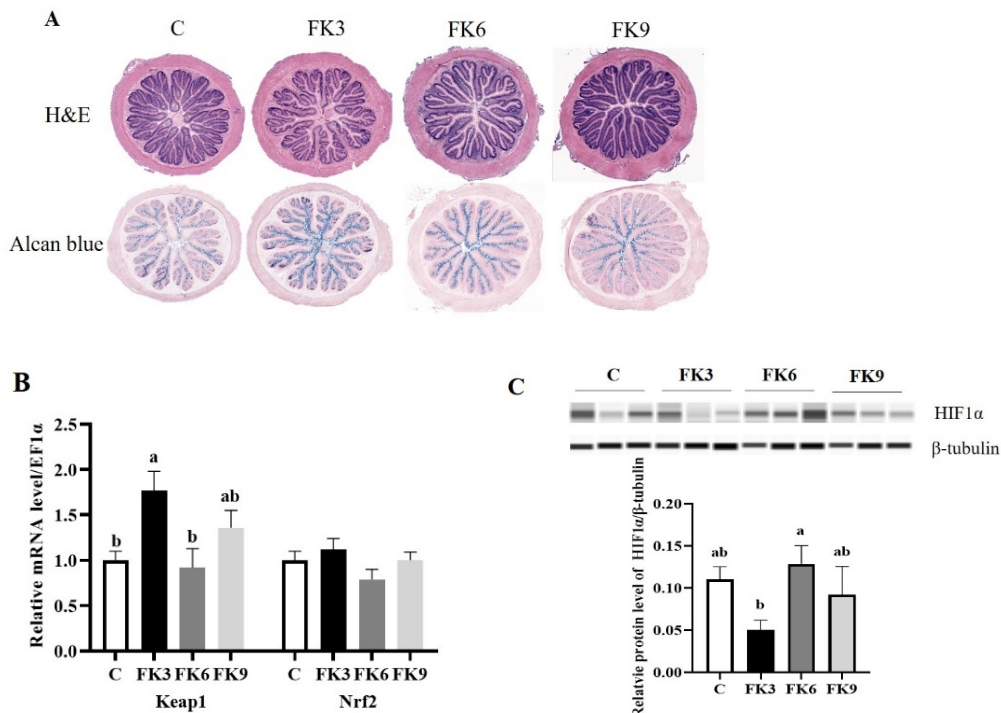 A
C FK3 FK6 FK9
H&E
Alcan blue
B
Relative mRNA level/EF1α
2.5
2.0
1.5
1.0
0.5
0.0
b a b ab
C FK3 FK6 FK9 C FK3 FK6 FK9
Keap1 Nrf2
C
C FK3 FK6 FK9
HIF1α
β-tubulin
Relatvie protein level of HIF1α/β-tubulin
0.20
0.15
0.10
0.05
0.00
ab b a ab
C FK3 FK6 FK9